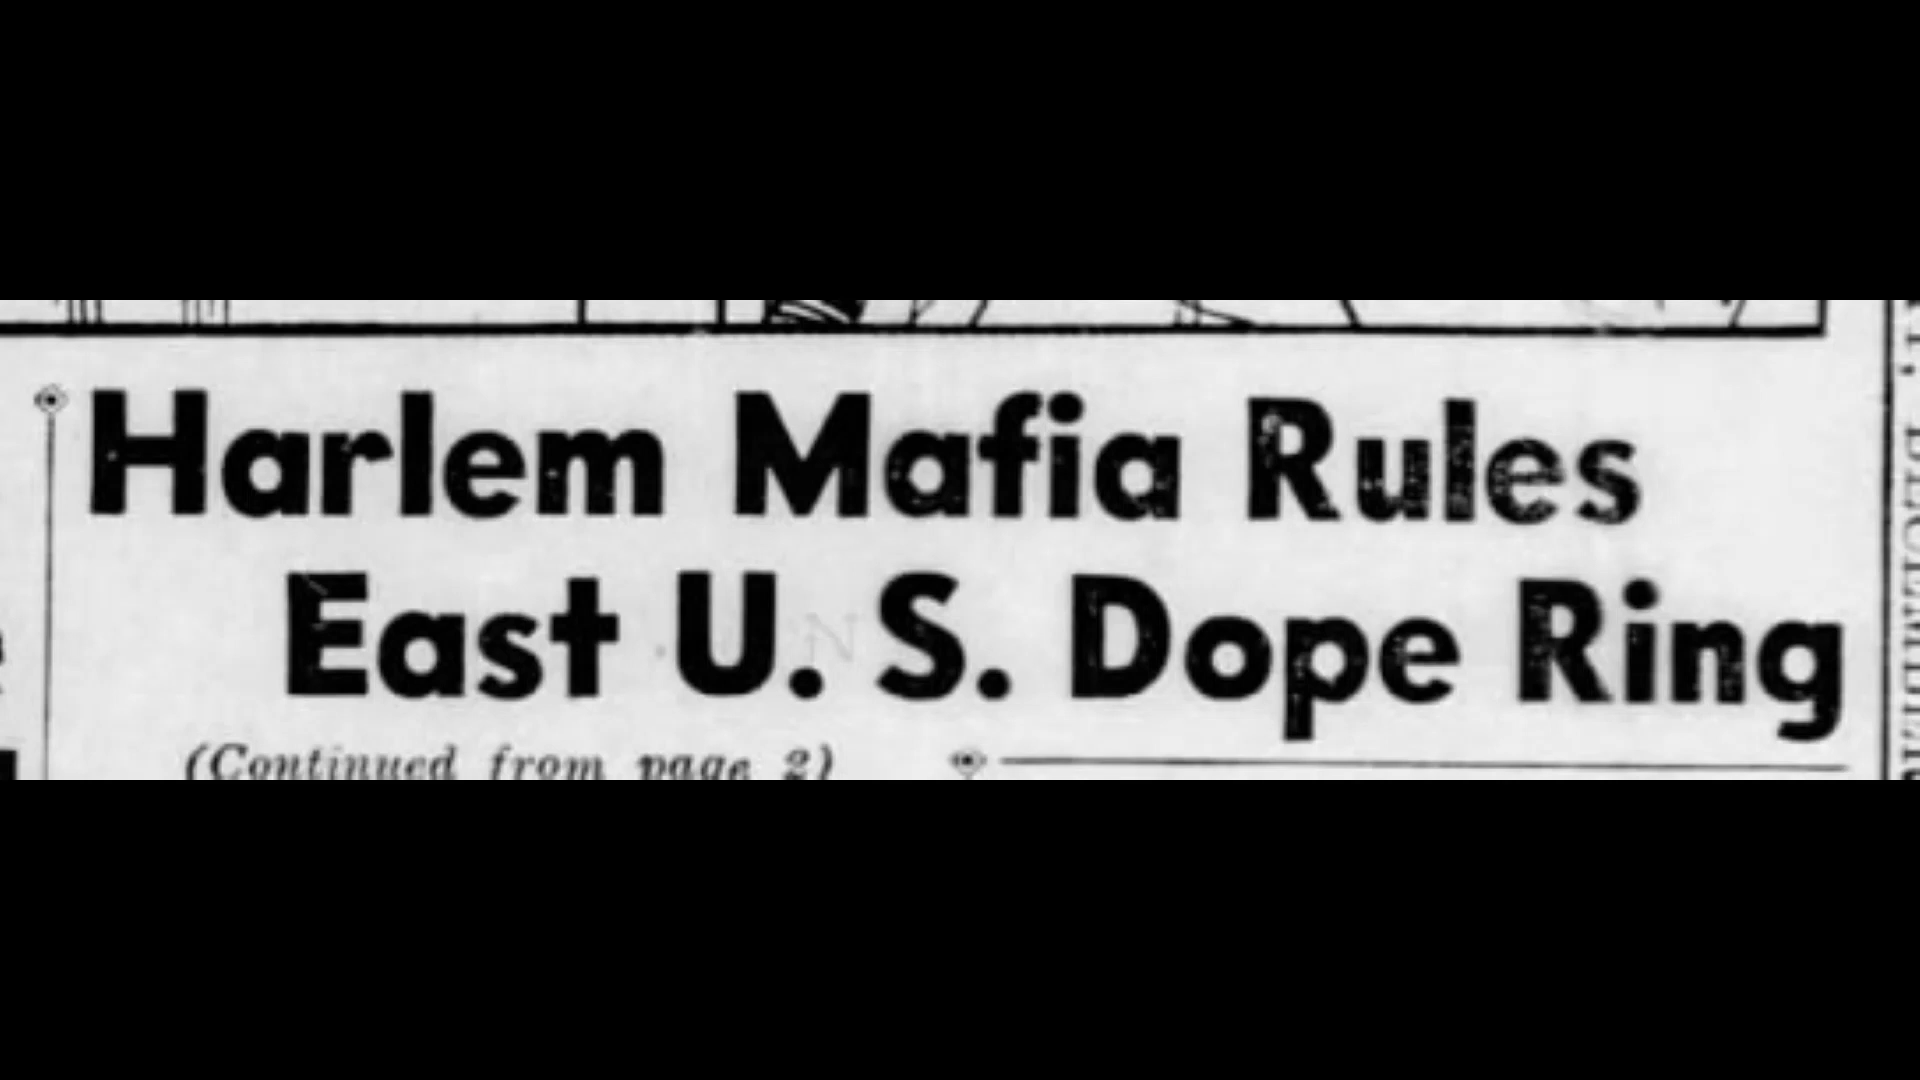 Harlem Mafia Rules
East U. S. Dope Ring
(Continued from page 2)